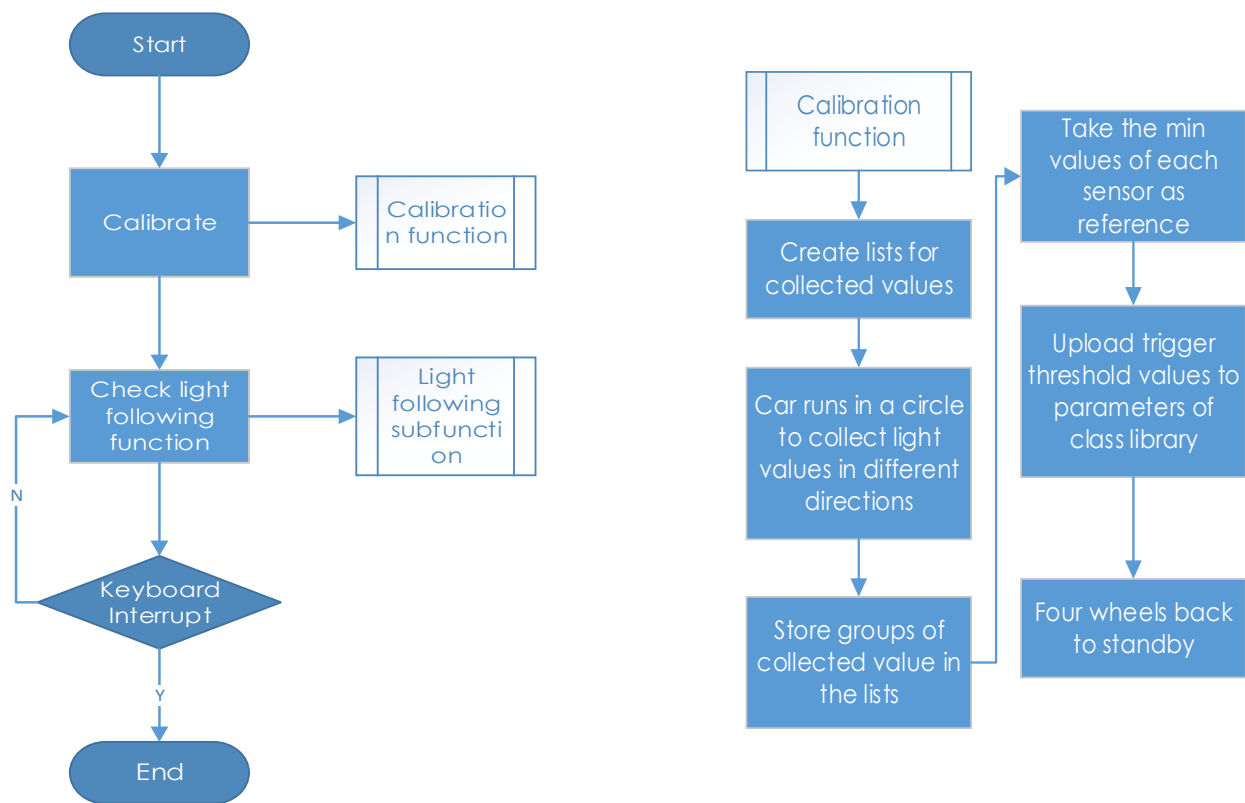 Start
Calibrate
Calibratio
n function
Check light
following
function
Light
following
subfuncti
on
N
Keyboard
Interrupt
Y
End
Calibration
function
Create lists for
collected values
Car runs in a circle
to collect light
values in different
directions
Store groups of
collected value in
the lists
Take the min
values of each
sensor as
reference
Upload trigger
threshold values to
parameters of
class library
Four wheels back
to standby